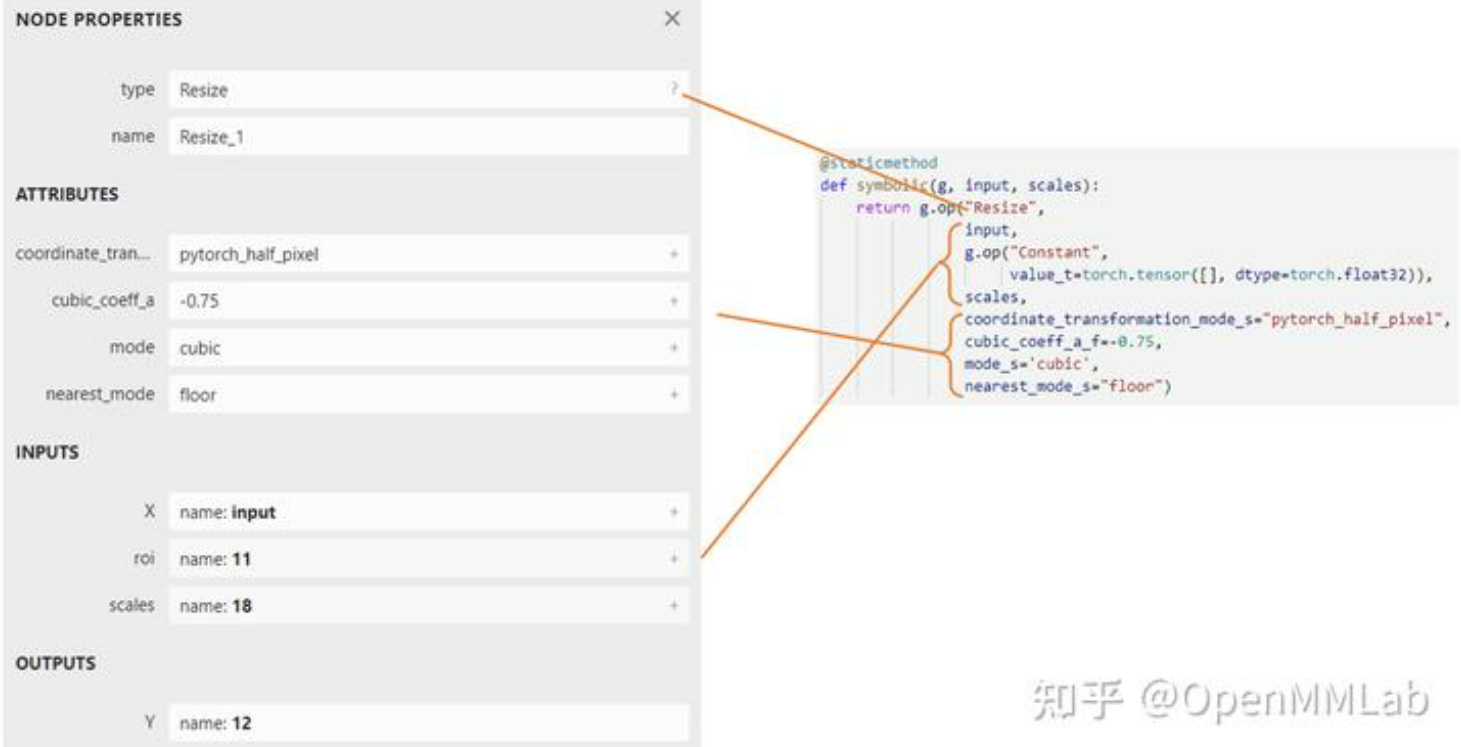 NODE PROPERTIES ×
type Resize ?
name Resize_1
ATTRIBUTES
coordinate_tran... pytorch_half_pixel +
cubic_coeff_a -0.75 +
mode cubic +
nearest_mode floor +
INPUTS
X name: input +
roi name: 11 +
scales name: 18 +
OUTPUTS
Y name: 12
@staticmethod
def symbolic(g, input, scales):
return g.op("Resize",
input,
g.op("Constant",
value_t=torch.tensor([], dtype=torch.float32)),
scales,
coordinate_transformation_mode_s="pytorch_half_pixel",
cubic_coeff_a_f=-0.75,
mode_s='cubic',
nearest_mode_s="floor")
知乎 @OpenMMLab